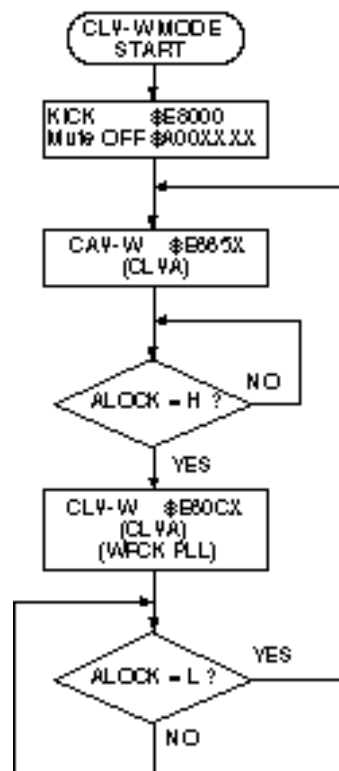 CLV-W MODE
START
KICK $E8000
Mute OFF $A00XXXX
CAV-W $E665X
(CLVA)
ALOCK = H ?
NO
YES
CLV-W $E60CX
(CLVA)
(WFCK PLL)
ALOCK = L ?
YES
NO